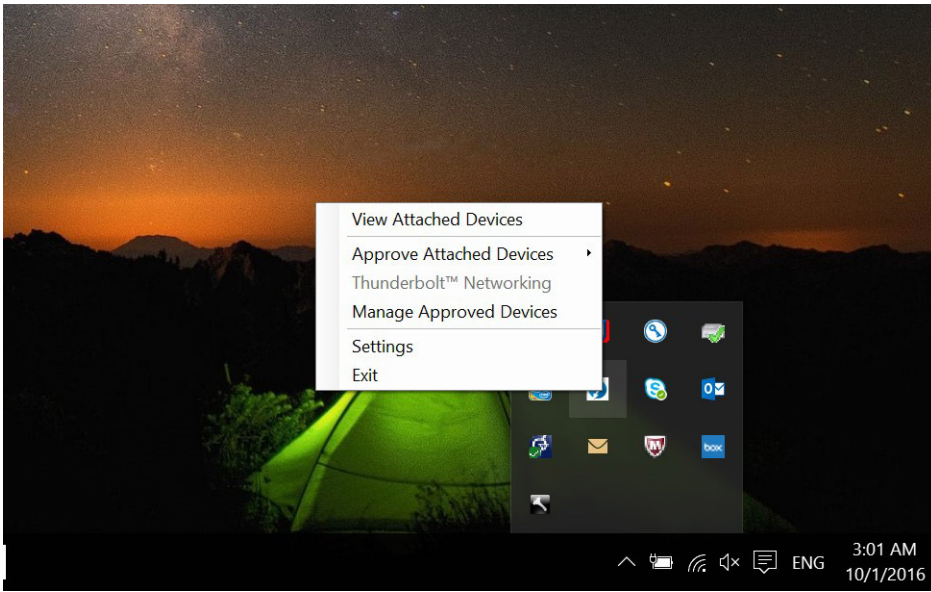 View Attached Devices
Approve Attached Devices
Thunderbolt™ Networking
Manage Approved Devices
Settings
Exit
box
ENG
3:01 AM
10/1/2016